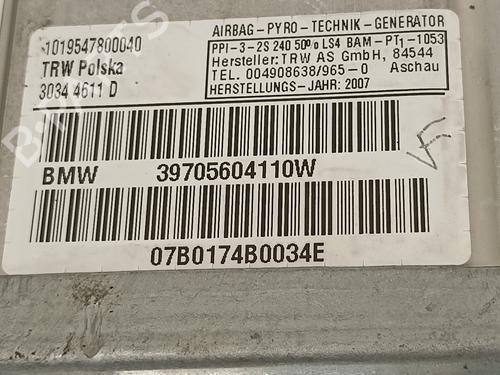 1019547800040
TRW Polska
3034 4611 D
AIRBAG-PYRO-TECHNIK-GENERATOR
PPI-3-2S 240 50º0 LS4 BAM-PT1-1053
Hersteller: TRW AS GmbH, 84544
TEL. 004908638/965-0 Aschau
HERSTELLUNGS-JAHR: 2007
BMW 39705604110W
07B0174B0034E